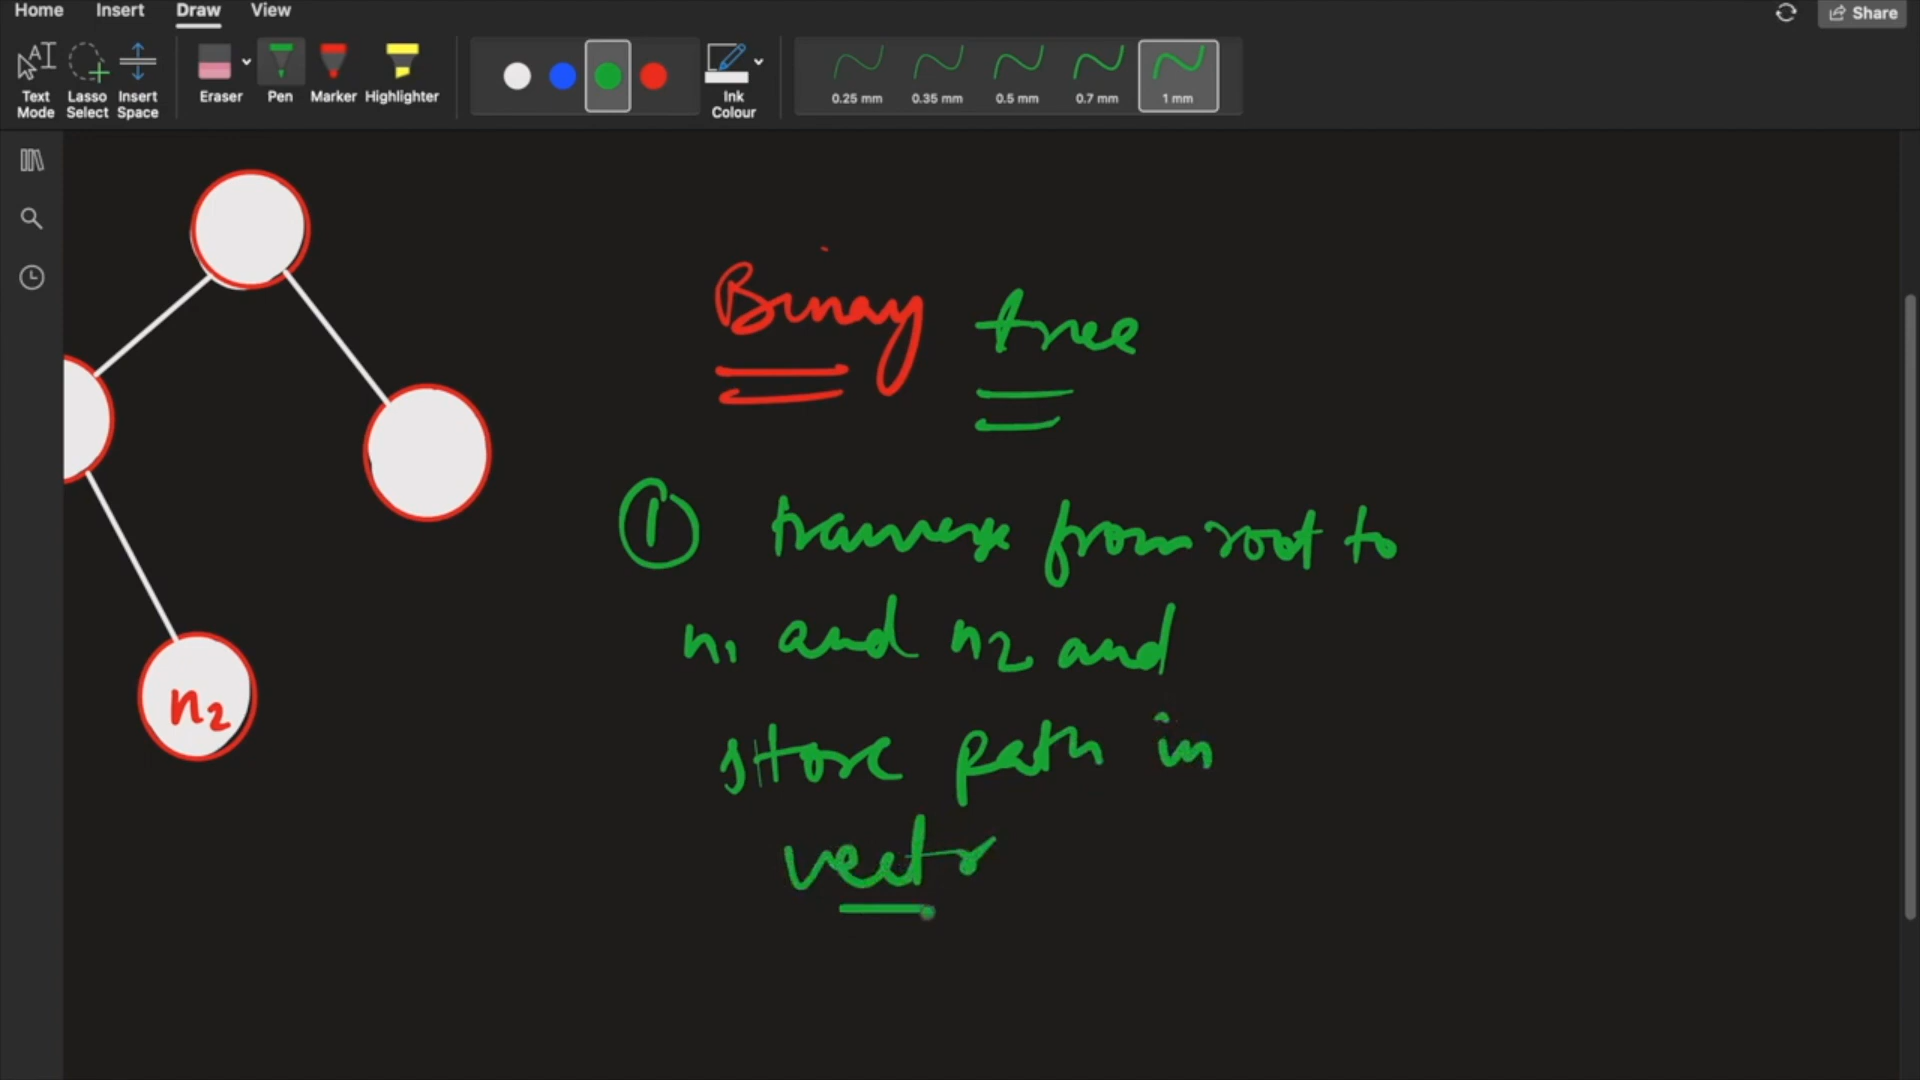 Home Insert Draw View
Share
Text Mode
Lasso Select
Insert Space
Eraser
Pen
Marker
Highlighter
Ink Colour
0.25 mm
0.35 mm
0.5 mm
0.7 mm
1 mm
Binay tree
1 traverse from root to
n1 and n2 and
store path in
vector
n2